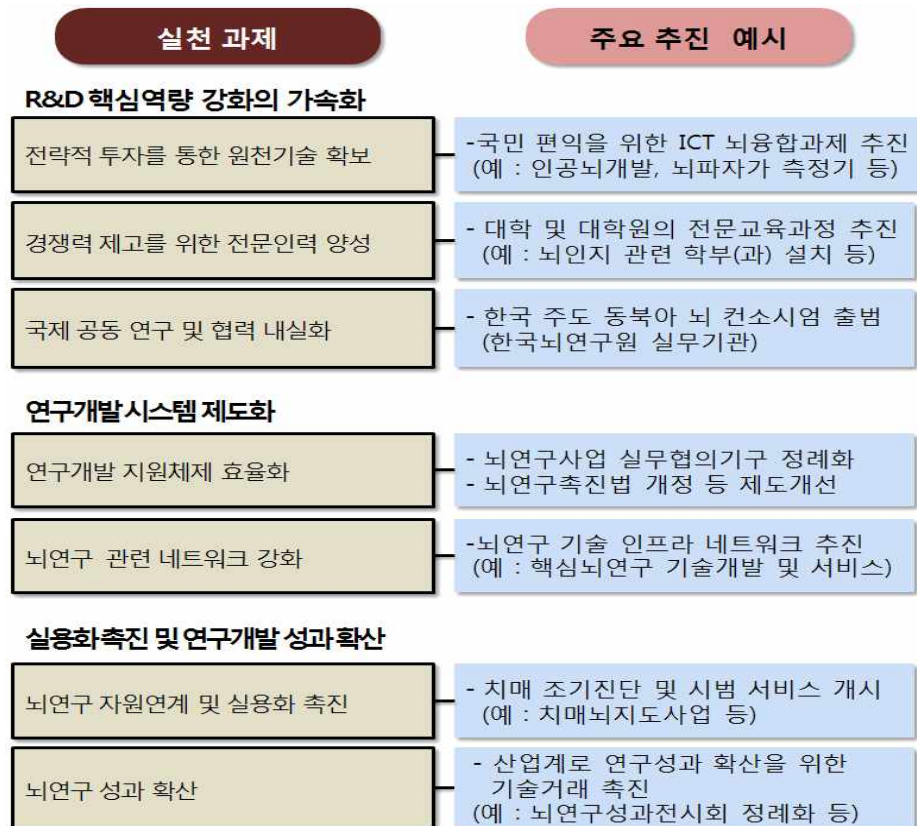 실천 과제
주요 추진 예시
R&D 핵심역량 강화의 가속화
전략적 투자를 통한 원천기술 확보
-국민 편익을 위한 ICT 뇌융합과제 추진
(예 : 인공뇌개발, 뇌파자가 측정기 등)
경쟁력 제고를 위한 전문인력 양성
- 대학 및 대학원의 전문교육과정 추진
(예 : 뇌인지 관련 학부(과) 설치 등)
국제 공동 연구 및 협력 내실화
- 한국 주도 동북아 뇌 컨소시엄 출범
(한국뇌연구원 실무기관)
연구개발 시스템 제도화
연구개발 지원체제 효율화
- 뇌연구사업 실무협의기구 정례화
- 뇌연구촉진법 개정 등 제도개선
뇌연구 관련 네트워크 강화
-뇌연구 기술 인프라 네트워크 추진
(예 : 핵심뇌연구 기술개발 및 서비스)
실용화 촉진 및 연구개발 성과 확산
뇌연구 자원연계 및 실용화 촉진
- 치매 조기진단 및 시범 서비스 개시
(예 : 치매뇌지도사업 등)
뇌연구 성과 확산
- 산업계로 연구성과 확산을 위한
기술거래 촉진
(예 : 뇌연구성과전시회 정례화 등)